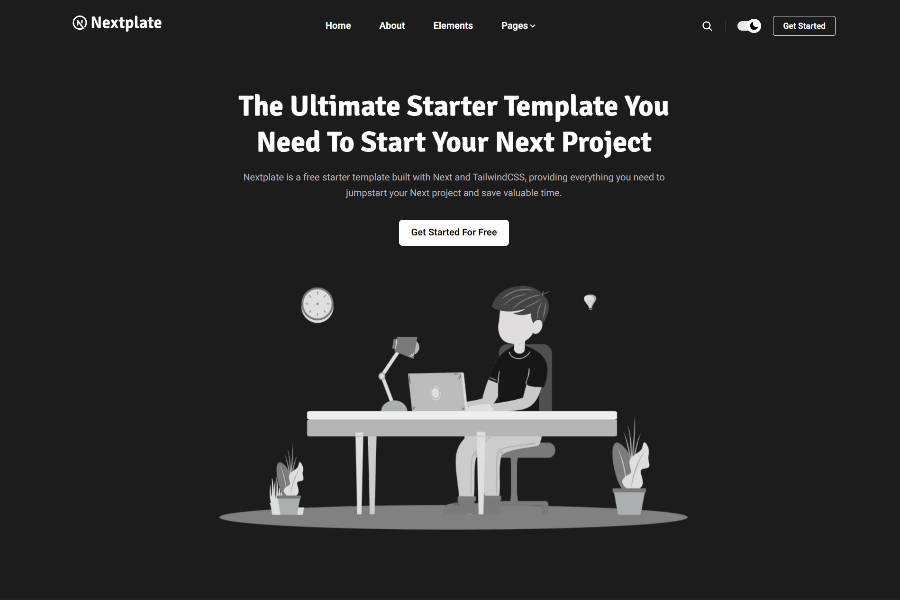 Nextplate
Home
About
Elements
Pages
Get Started
The Ultimate Starter Template You
Need To Start Your Next Project
Nextplate is a free starter template built with Next and TailwindCSS, providing everything you need to
jumpstart your Next project and save valuable time.
Get Started For Free